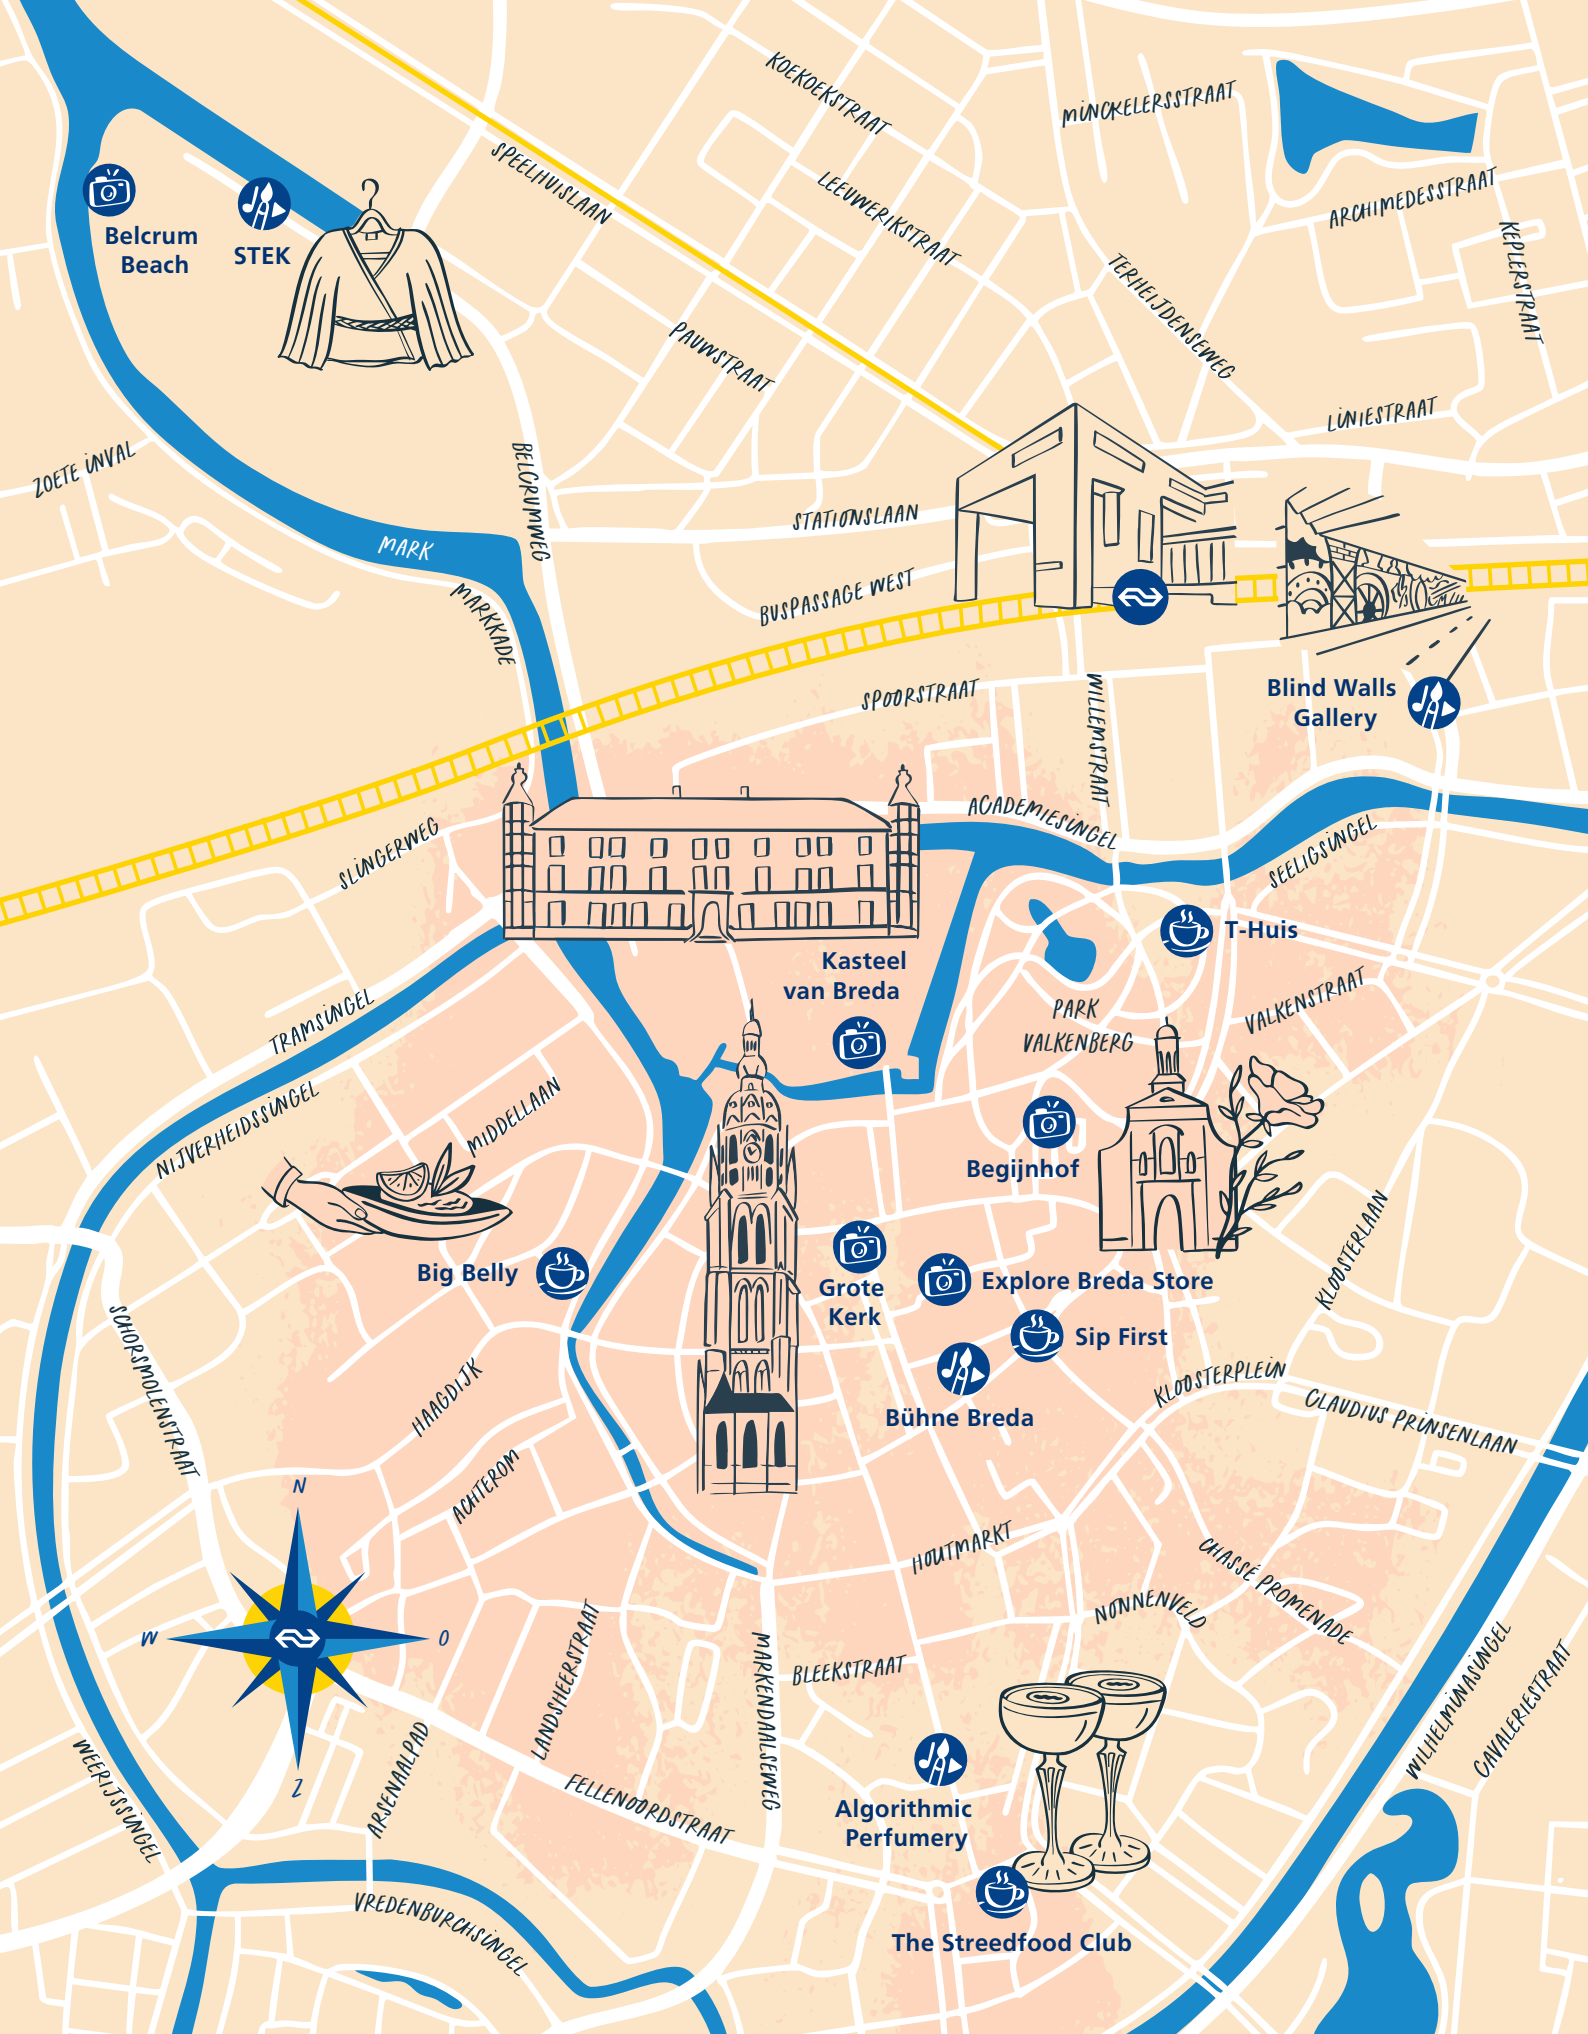 KOEKOEKSTRAAT
MINCKELERSSTRAAT
SPEELHUISLAAN
LEEUWERIKSTRAAT
ARCHIMEDESSTRAAT
KEPLERSTRAAT
Belcrum
Beach
STEK
TERHEIJDENSEWEG
PAUWSTRAAT
LINIESTRAAT
ZOETE INVAL
BELCRUMWEG
STATIONSLAAN
MARK
MARKKADE
BUSPASSAGE WEST
SPOORSTRAAT
WILLEMSTRAAT
Blind Walls
Gallery
ACADEMIESINGEL
SEELIGSINGEL
SLINGERWEG
T-Huis
Kasteel
van Breda
TRAMSINGEL
PARK
VALKENBERG
VALKENSTRAAT
NIJVERHEIDSSINGEL
MIDDELLAAN
Begijnhof
KLOOSTERLAAN
Big Belly
Grote
Kerk
Explore Breda Store
Sip First
SCHORSMOLENSTRAAT
HAAGDIJK
KLOOSTERPLEIN
CLAUDIUS PRINSENLAAN
Bühne Breda
ACHTEROM
N
W
O
Z
HOUTMARKT
CHASSÉ PROMENADE
NONNENVELD
LANDSHEERSTRAAT
MARKENDAALSEWEG
BLEEKSTRAAT
WILHELMINASINGEL
CAVALERIESTRAAT
WEERIJSSINGEL
ARSENAALPAD
FELLENOORDSTRAAT
Algorithmic
Perfumery
VREDENBURCHSINGEL
The Streedfood Club